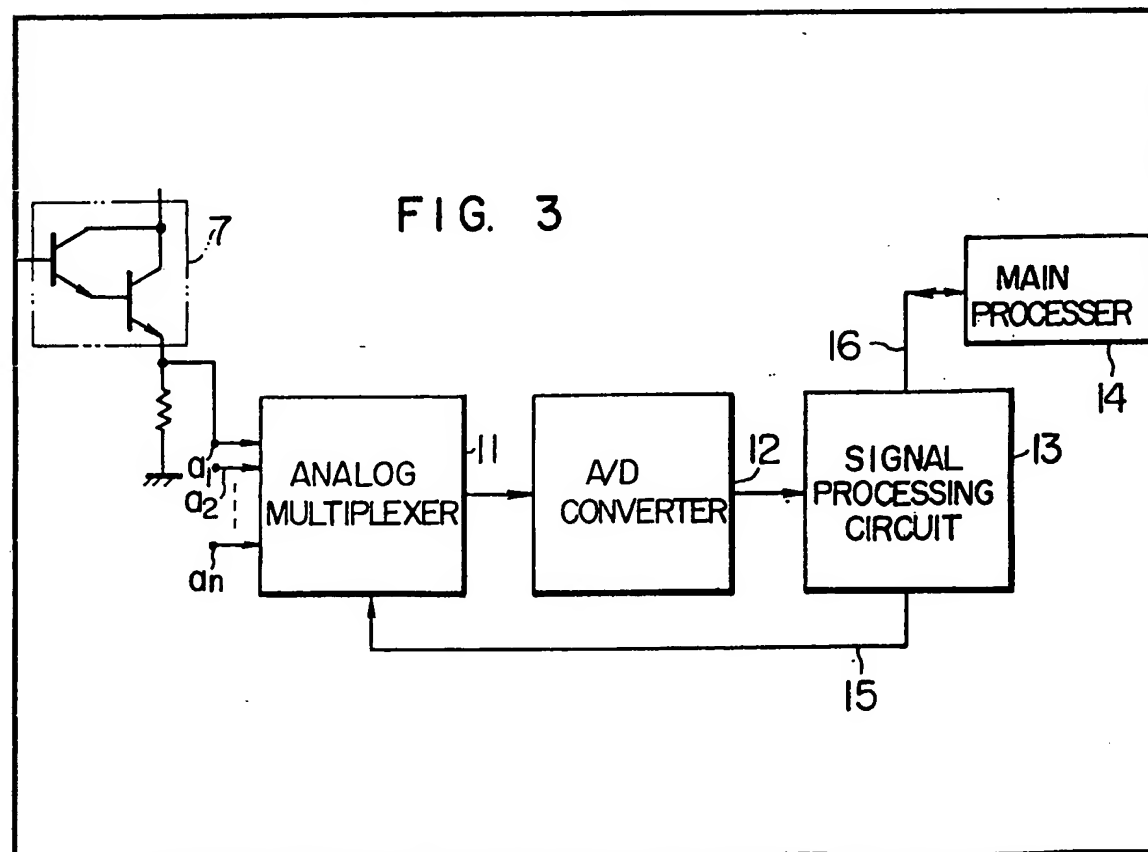 FIG. 3
7
MAIN
PROCESSER
14
16
a1
a2
an
ANALOG
MULTIPLEXER
11
A/D
CONVERTER
12
SIGNAL
PROCESSING
CIRCUIT
13
15